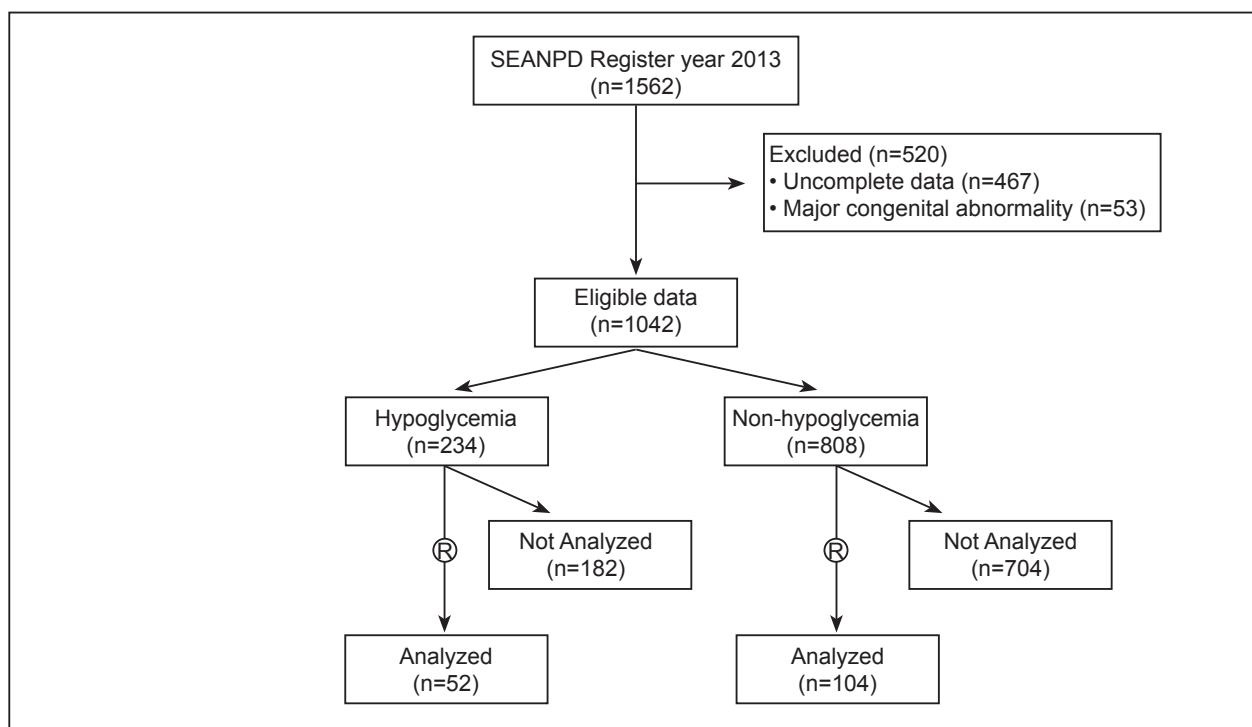 SEANPD Register year 2013
(n=1562)
Excluded (n=520)
• Uncomplete data (n=467)
• Major congenital abnormality (n=53)
Eligible data
(n=1042)
Hypoglycemia
(n=234)
Non-hypoglycemia
(n=808)
Not Analyzed
(n=182)
Not Analyzed
(n=704)
R
R
Analyzed
(n=52)
Analyzed
(n=104)